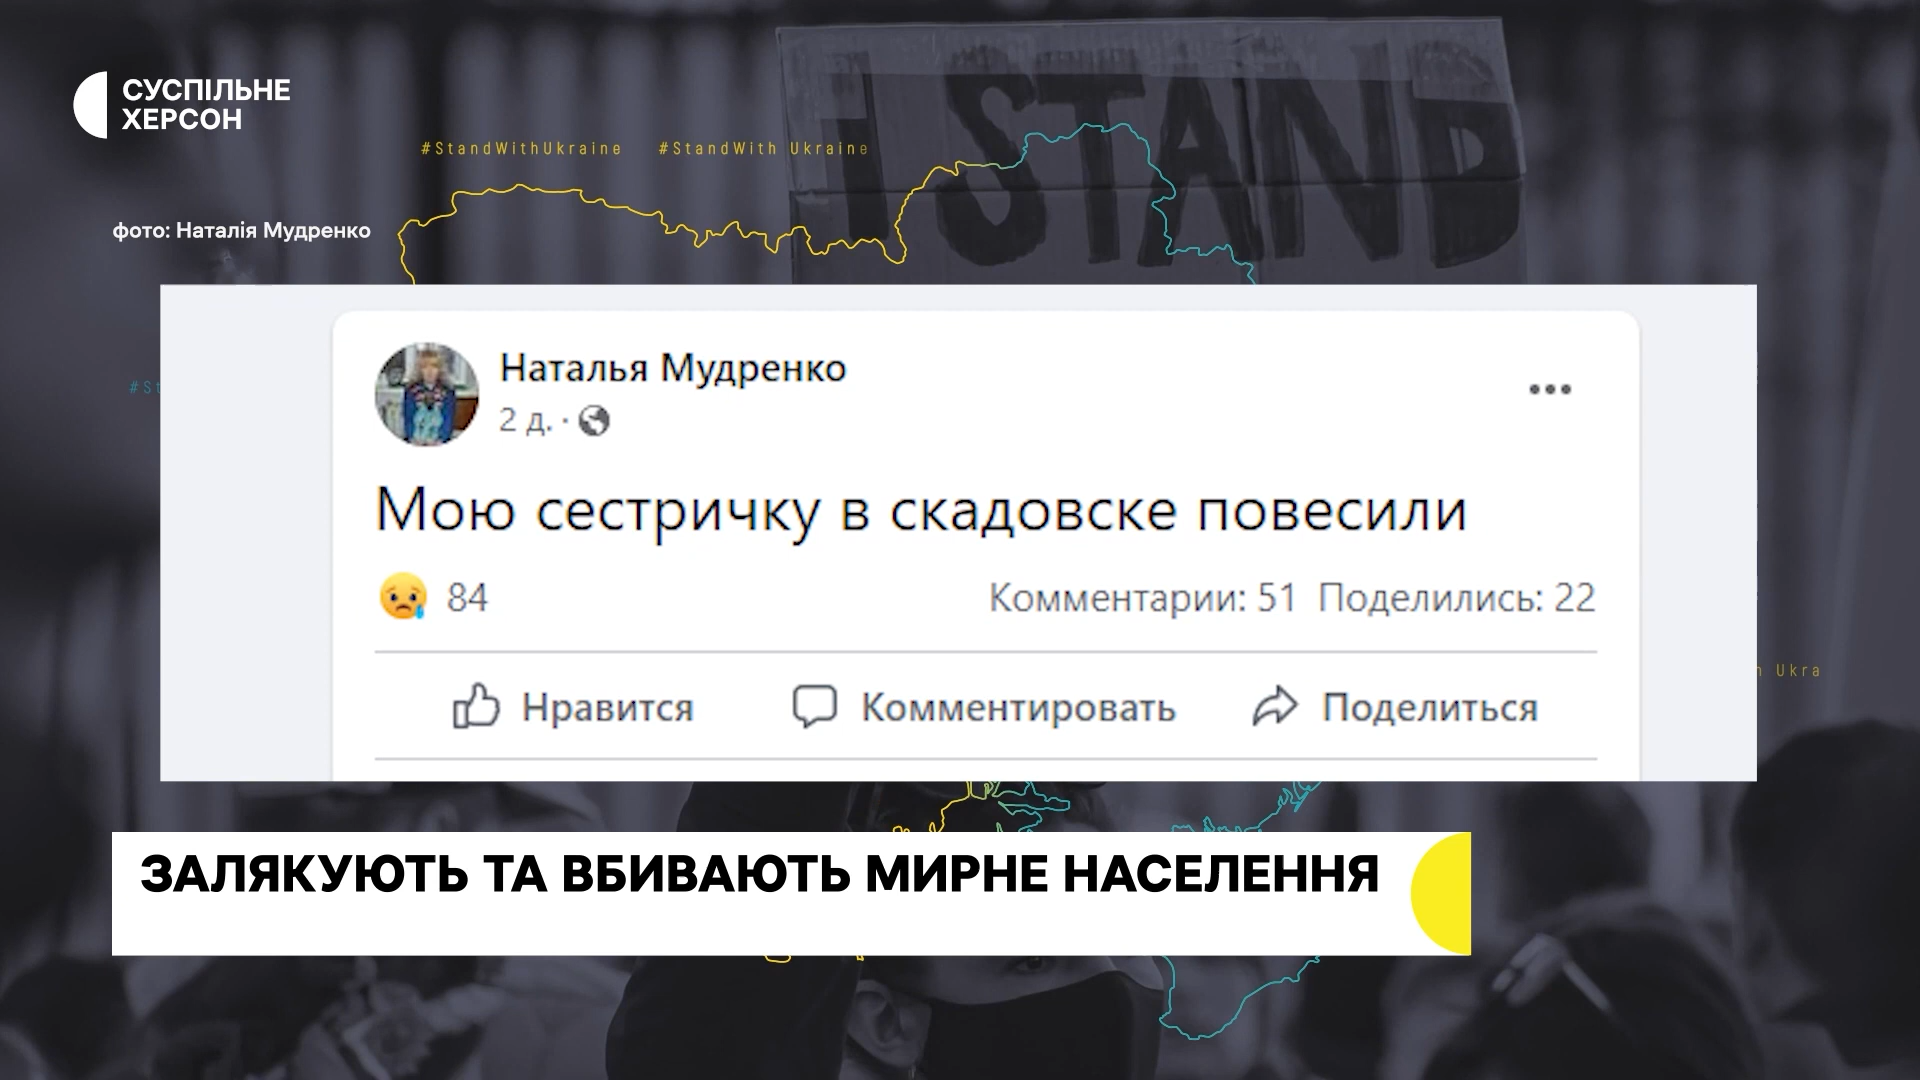 СУСПІЛЬНЕ
ХЕРСОН
I STAND
#StandWithUkraine #StandWith Ukraine
фото: Наталія Мудренко
Наталья Мудренко
2 д. ·
Мою сестричку в скадовске повесили
84 Комментарии: 51 Поделились: 22
Ukra
Нравится Комментировать Поделиться
ЗАЛЯКУЮТЬ ТА ВБИВАЮТЬ МИРНЕ НАСЕЛЕННЯ